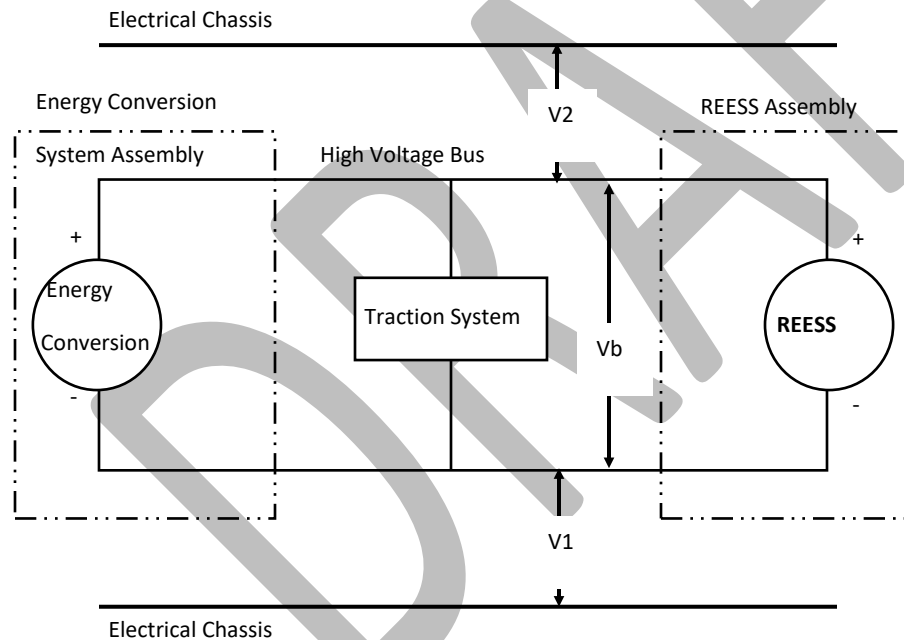 Electrical Chassis
Energy Conversion
System Assembly
V2
REESS Assembly
High Voltage Bus
+
+
Energy
Conversion
Traction System
Vb
REESS
-
-
V1
Electrical Chassis
DRAFT